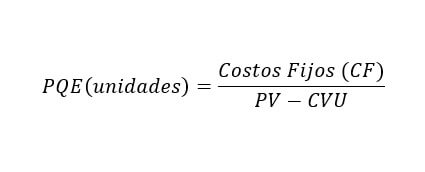 PQE(unidades) = Costos Fijos (CF) / PV − CVU